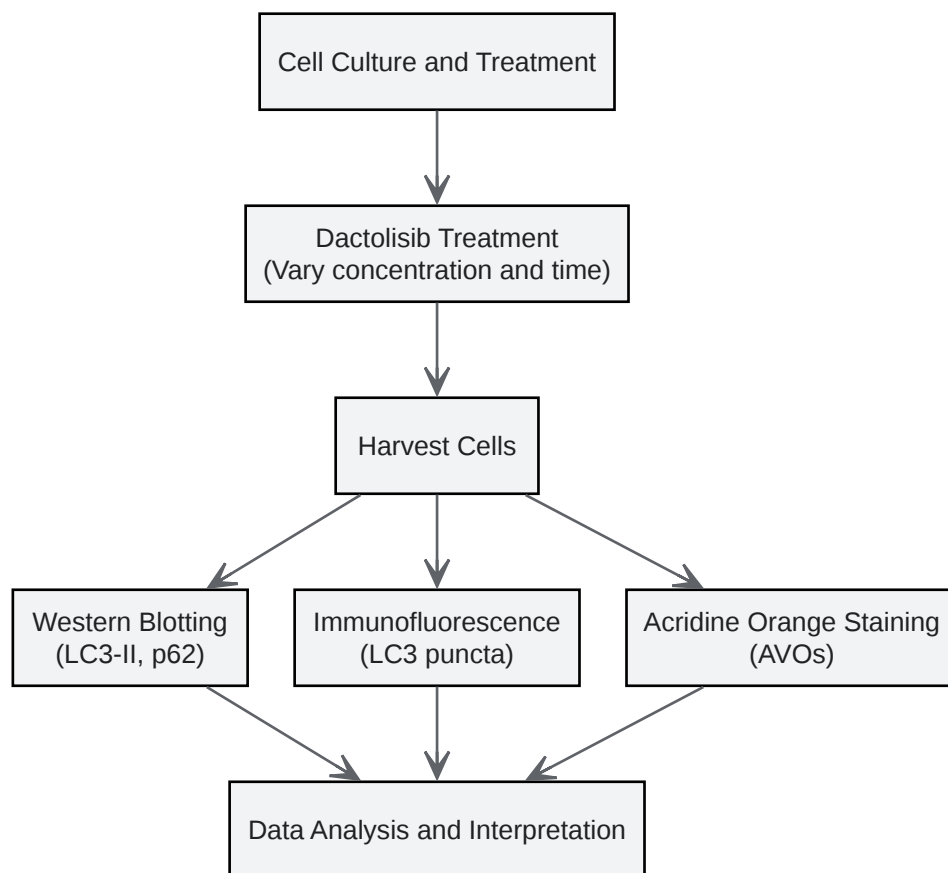 Cell Culture and Treatment
Dactolisib Treatment
(Vary concentration and time)
Harvest Cells
Western Blotting
(LC3-II, p62)
Immunofluorescence
(LC3 puncta)
Acridine Orange Staining
(AVOs)
Data Analysis and Interpretation